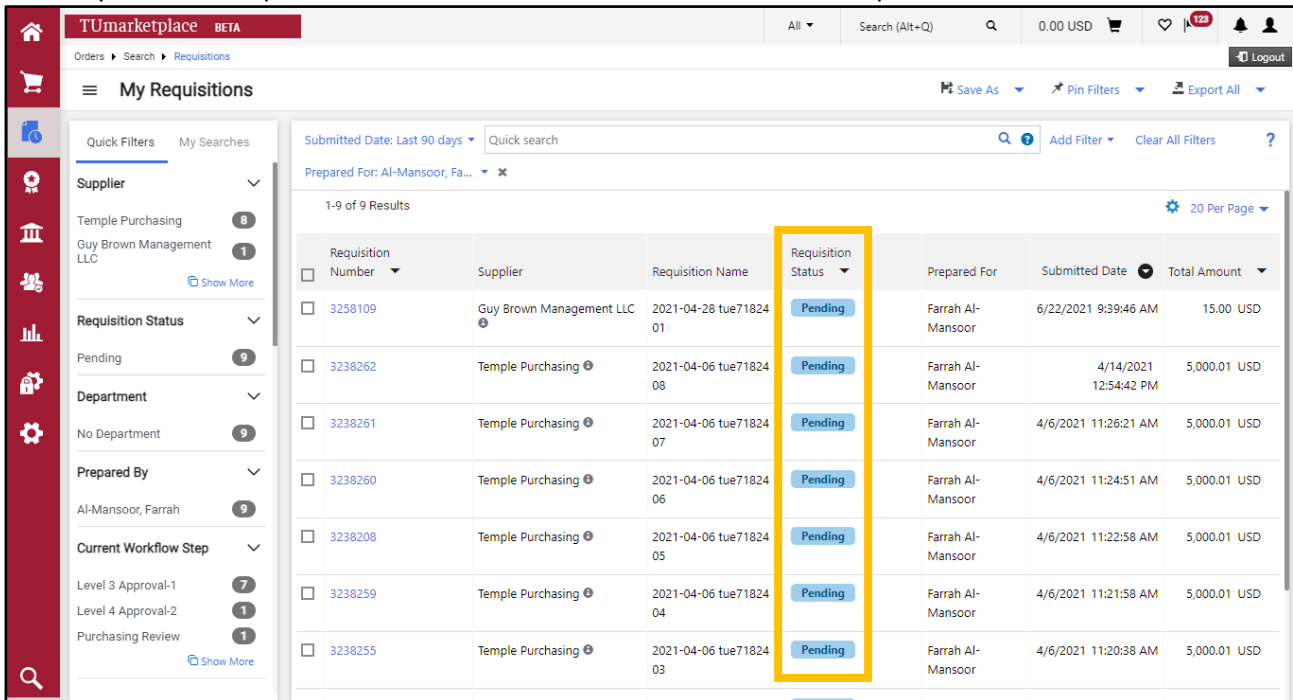 TUmarketplace BETA
All
Search (Alt+Q)
0.00 USD
123
Orders Search Requisitions
Logout
My Requisitions
Save As
Pin Filters
Export All
Quick Filters
My Searches
Supplier
Temple Purchasing 8
Guy Brown Management
LLC 1
Show More
Requisition Status
Pending 9
Department
No Department 9
Prepared By
Al-Mansoor, Farrah 9
Current Workflow Step
Level 3 Approval-1 7
Level 4 Approval-2 1
Purchasing Review 1
Show More
Submitted Date: Last 90 days
Quick search
Add Filter
Clear All Filters
?
Prepared For: Al-Mansoor, Fa...
1-9 of 9 Results
20 Per Page
Requisition
Number
Supplier
Requisition Name
Requisition
Status
Prepared For
Submitted Date
Total Amount
3258109 Guy Brown Management LLC 2021-04-28 tue71824 Pending Farrah Al- 6/22/2021 9:39:46 AM 15.00 USD
01 Mansoor
3238262 Temple Purchasing 2021-04-06 tue71824 Pending Farrah Al- 4/14/2021 5,000.01 USD
08 Mansoor 12:54:42 PM
3238261 Temple Purchasing 2021-04-06 tue71824 Pending Farrah Al- 4/6/2021 11:26:21 AM 5,000.01 USD
07 Mansoor
3238260 Temple Purchasing 2021-04-06 tue71824 Pending Farrah Al- 4/6/2021 11:24:51 AM 5,000.01 USD
06 Mansoor
3238208 Temple Purchasing 2021-04-06 tue71824 Pending Farrah Al- 4/6/2021 11:22:58 AM 5,000.01 USD
05 Mansoor
3238259 Temple Purchasing 2021-04-06 tue71824 Pending Farrah Al- 4/6/2021 11:21:58 AM 5,000.01 USD
04 Mansoor
3238255 Temple Purchasing 2021-04-06 tue71824 Pending Farrah Al- 4/6/2021 11:20:38 AM 5,000.01 USD
03 Mansoor